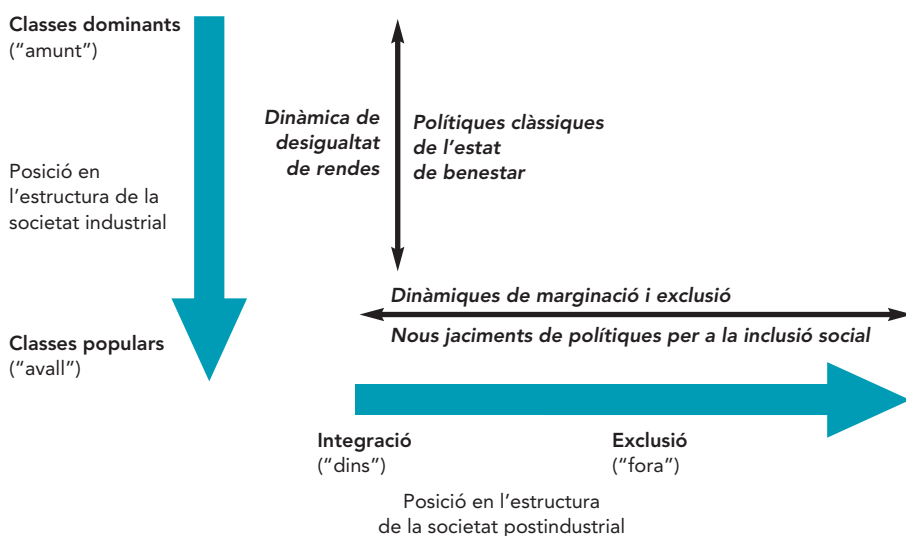 Classes dominants
(“amunt”)
Dinàmica de
desigualtat
de rendes
Polítiques clàssiques
de l’estat
de benestar
Posició en
l’estructura de la
societat industrial
Dinàmiques de marginació i exclusió
Nous jaciments de polítiques per a la inclusió social
Classes populars
(“avall”)
Integració
(“dins”)
Exclusió
(“fora”)
Posició en l’estructura
de la societat postindustrial